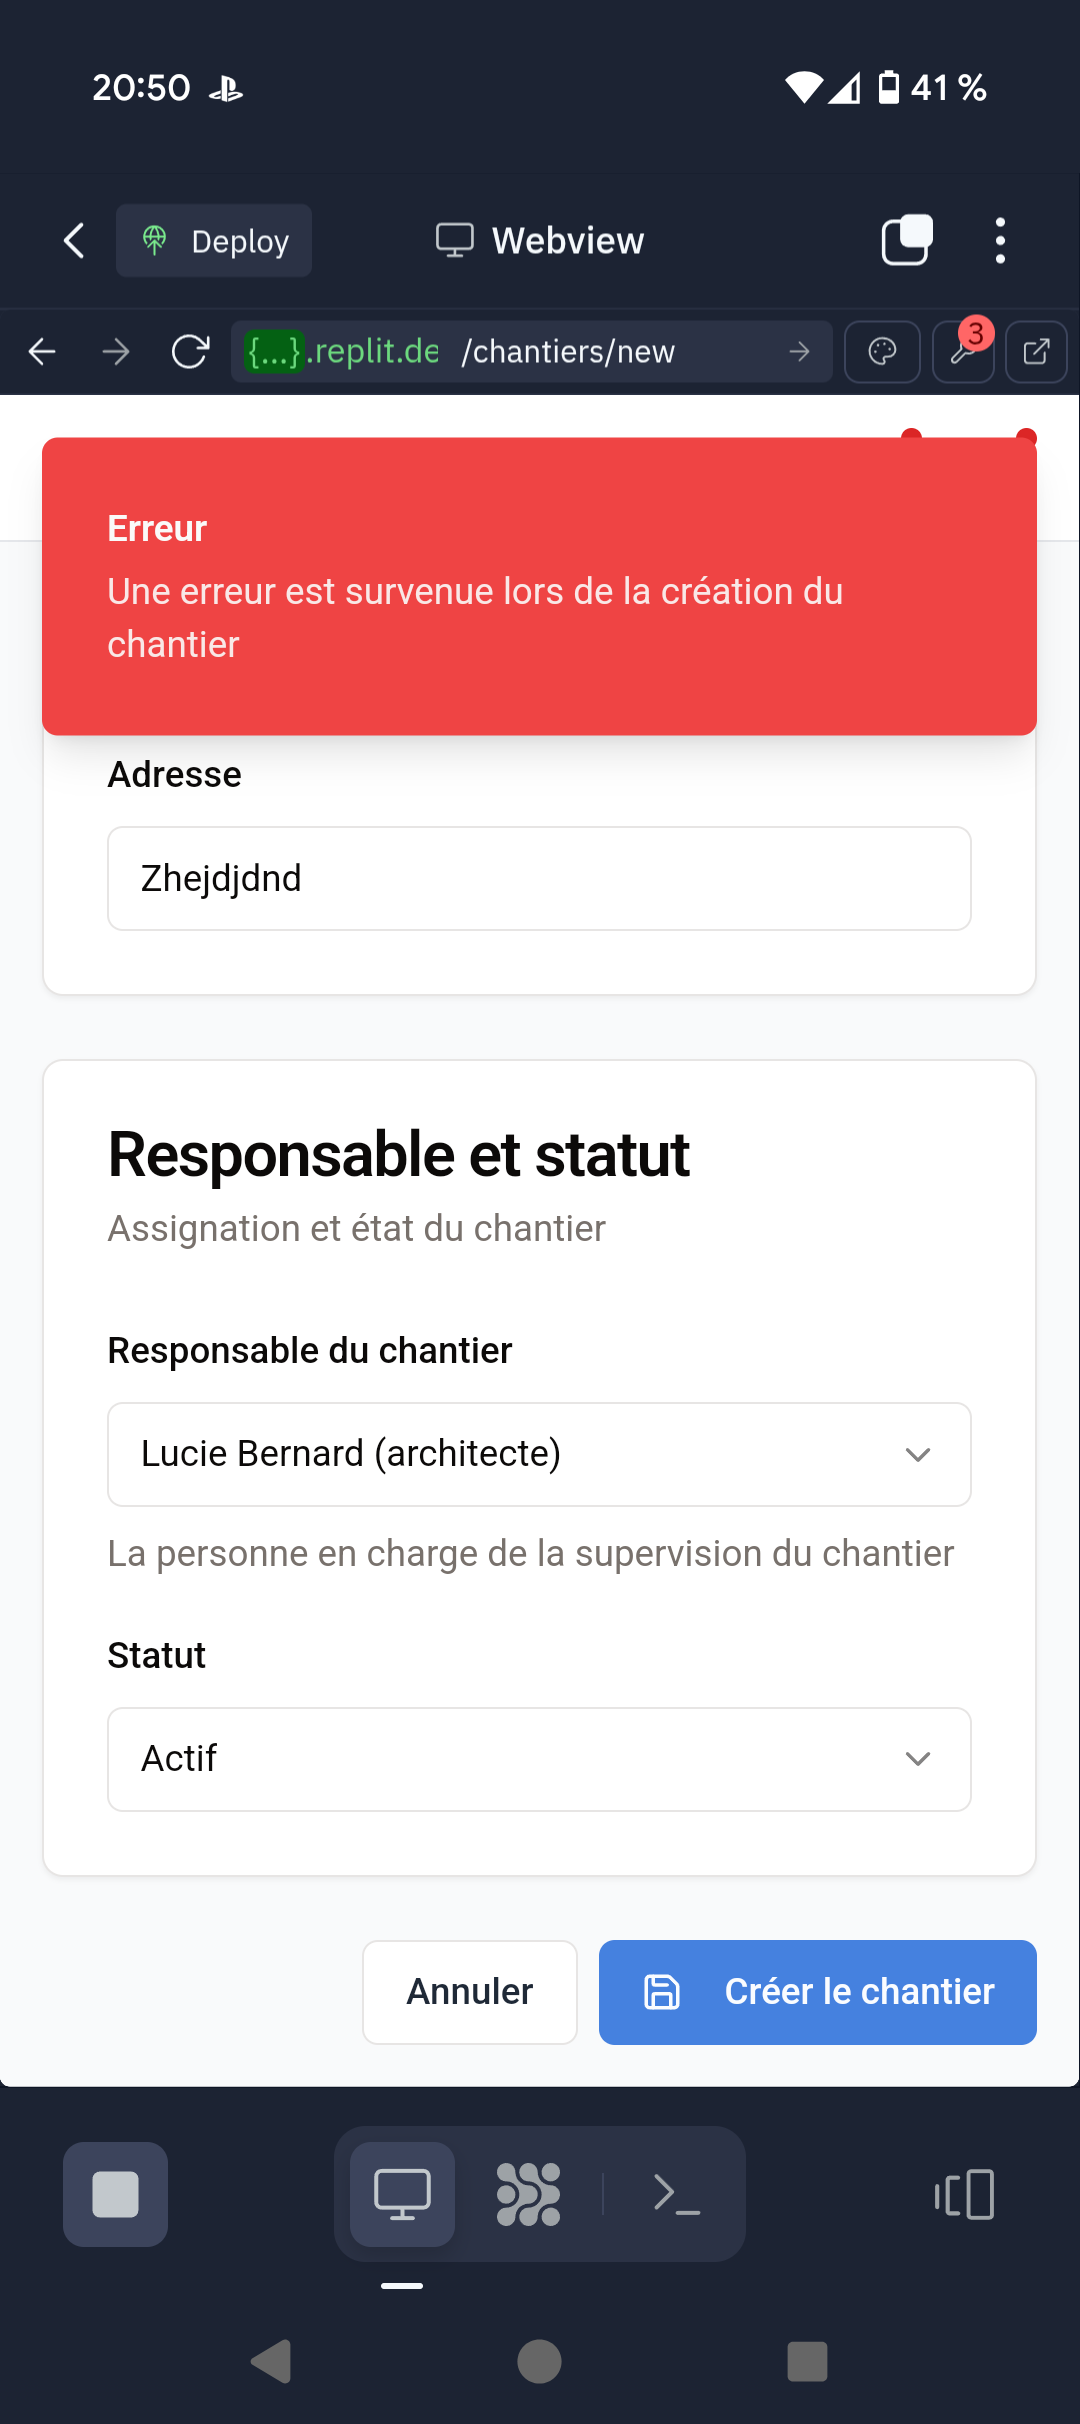 20:50
41 %
Deploy
Webview
{...}.replit.de /chantiers/new
3
Erreur
Une erreur est survenue lors de la création du
chantier
Adresse
Zhejdjdnd
Responsable et statut
Assignation et état du chantier
Responsable du chantier
Lucie Bernard (architecte)
La personne en charge de la supervision du chantier
Statut
Actif
Annuler
Créer le chantier